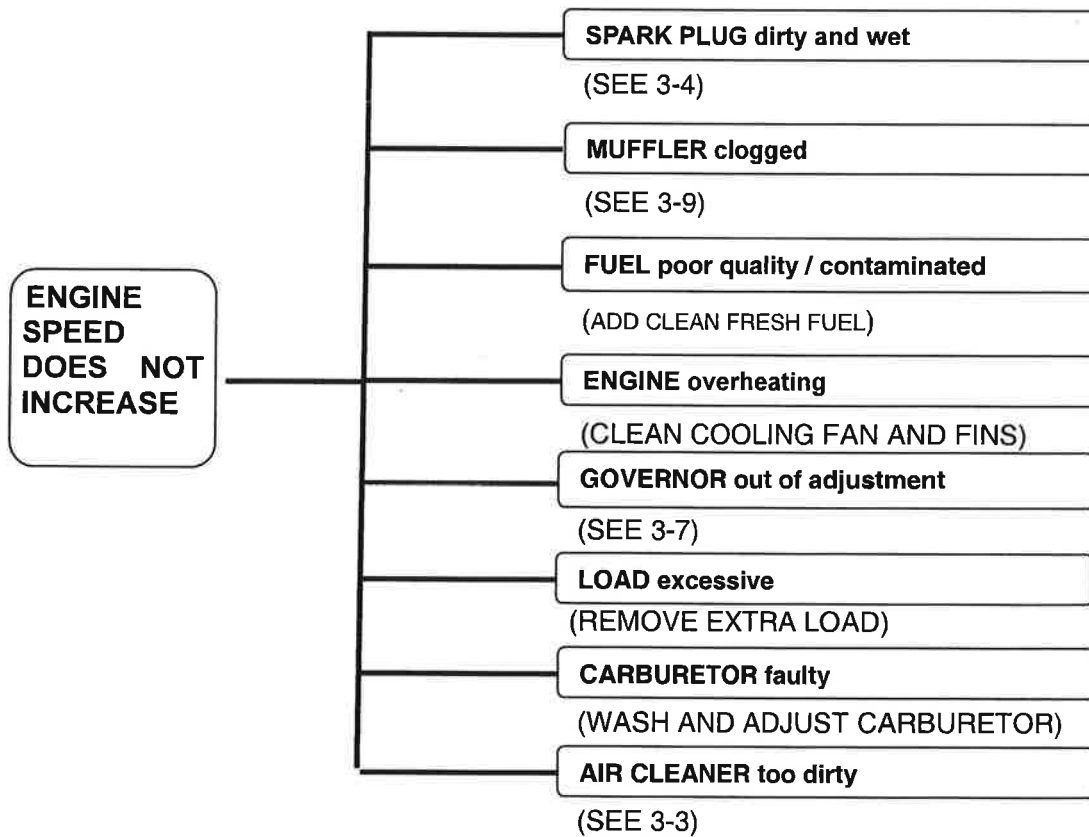 SPARK PLUG dirty and wet
(SEE 3-4)
MUFFLER clogged
(SEE 3-9)
FUEL poor quality / contaminated
(ADD CLEAN FRESH FUEL)
ENGINE
SPEED
DOES NOT
INCREASE
ENGINE overheating
(CLEAN COOLING FAN AND FINS)
GOVERNOR out of adjustment
(SEE 3-7)
LOAD excessive
(REMOVE EXTRA LOAD)
CARBURETOR faulty
(WASH AND ADJUST CARBURETOR)
AIR CLEANER too dirty
(SEE 3-3)